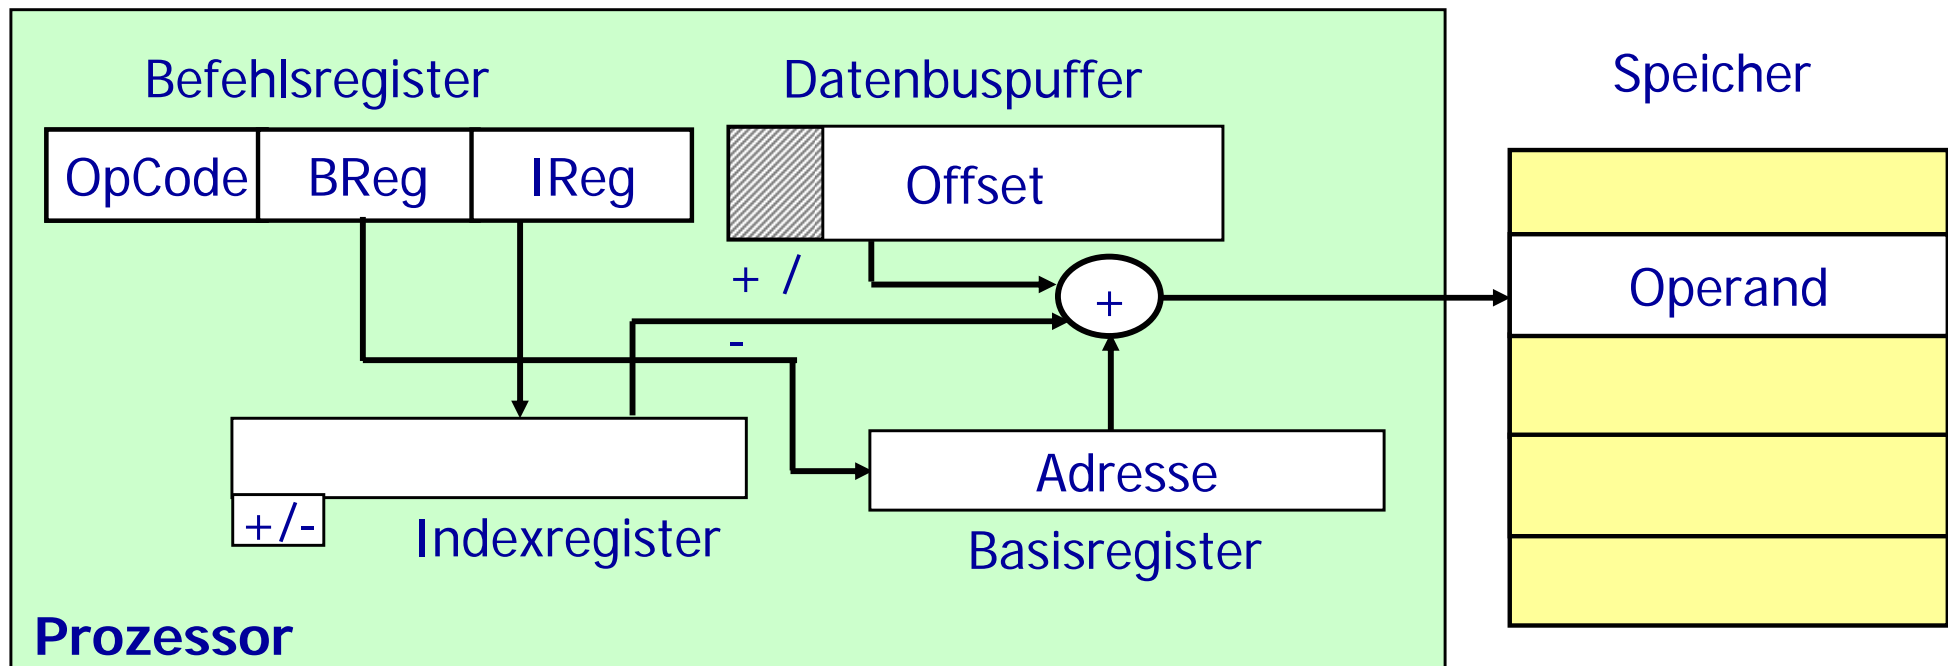 Befehlsregister
Datenbuspuffer
Speicher
OpCode
BReg
IReg
Offset
Operand
+ /
-
+
Adresse
+/-
Indexregister
Basisregister
Prozessor